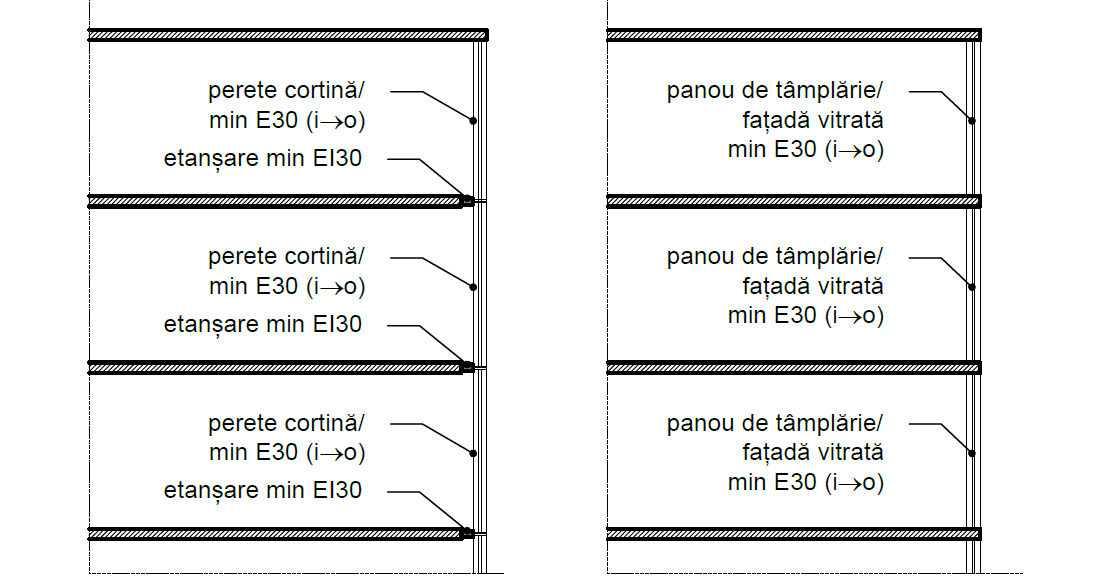 perete cortină/
min E30 (i→o)
etanșare min EI30
perete cortină/
min E30 (i→o)
etanșare min EI30
perete cortină/
min E30 (i→o)
etanșare min EI30
panou de tâmplărie/
fațadă vitrată
min E30 (i→o)
panou de tâmplărie/
fațadă vitrată
min E30 (i→o)
panou de tâmplărie/
fațadă vitrată
min E30 (i→o)